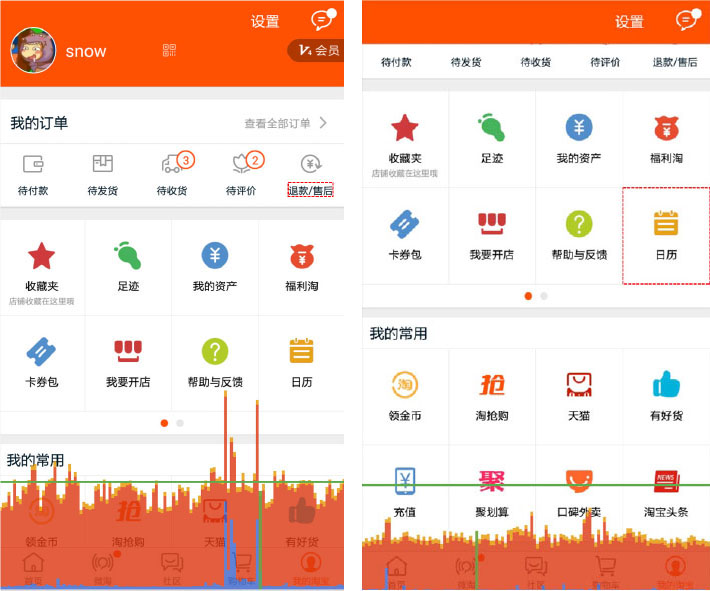 设置
snow
V4 会员
我的订单
查看全部订单
3
2
待付款
待发货
待收货
待评价
退款/售后
收藏夹
足迹
我的资产
福利淘
店铺收藏在这里哦
卡券包
我要开店
帮助与反馈
日历
我的常用
领金币
淘抢购
天猫
有好货
首页
微淘
社区
购物车
我的淘宝
设置
待付款
待发货
待收货
待评价
退款/售后
收藏夹
足迹
我的资产
福利淘
店铺收藏在这里哦
卡券包
我要开店
帮助与反馈
日历
我的常用
淘
抢
领金币
淘抢购
天猫
有好货
聚
NEWS
充值
聚划算
口碑外卖
淘宝头条
首页
微淘
社区
购物车
我的淘宝